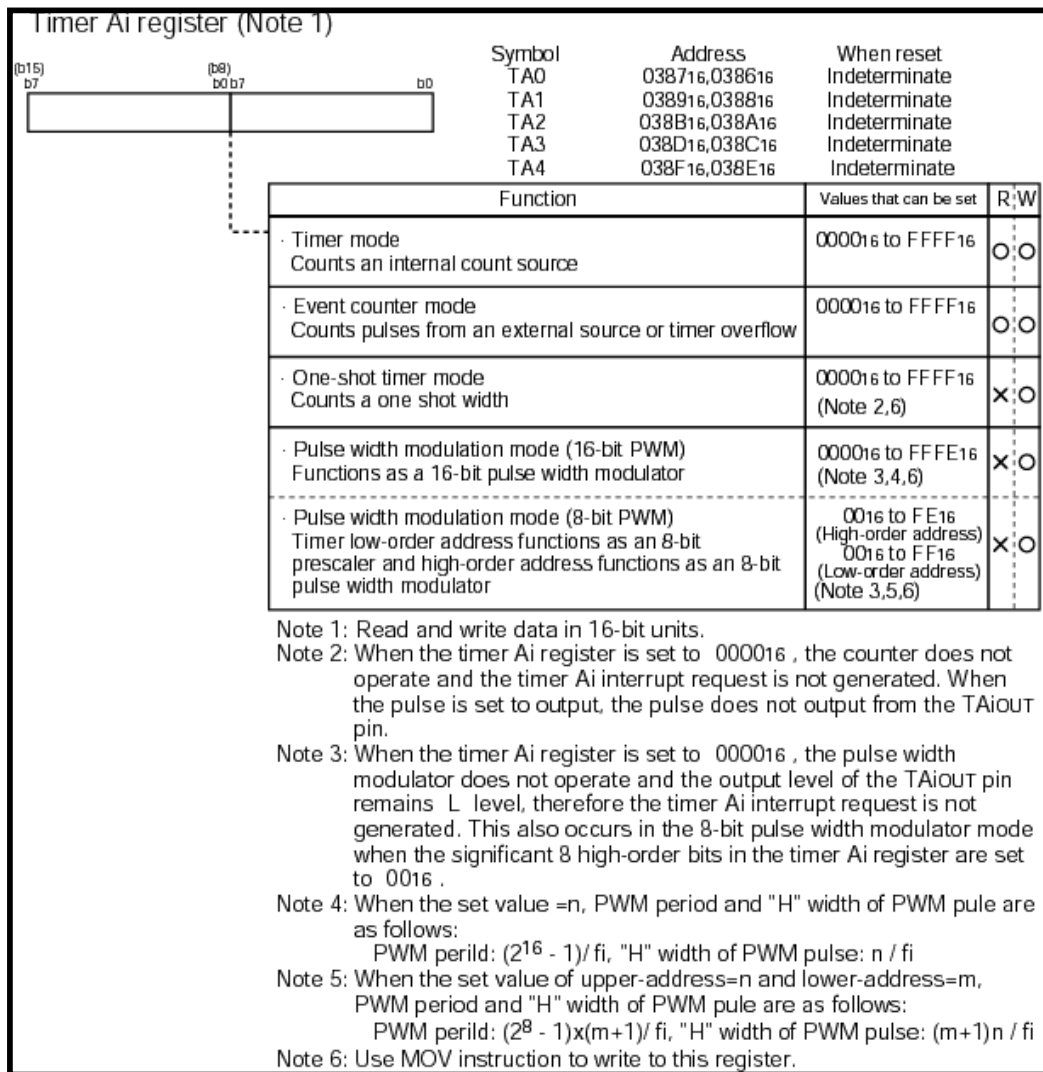 Timer Ai register (Note 1)
Symbol Address When reset
(b15) (b8)
b7 b0 b7 b0
TA0 038716,038616 Indeterminate
TA1 038916,038816 Indeterminate
TA2 038B16,038A16 Indeterminate
TA3 038D16,038C16 Indeterminate
TA4 038F16,038E16 Indeterminate
Function Values that can be set R W
· Timer mode 000016 to FFFF16
Counts an internal count source
· Event counter mode 000016 to FFFF16
Counts pulses from an external source or timer overflow
· One-shot timer mode 000016 to FFFF16
Counts a one shot width (Note 2,6)
· Pulse width modulation mode (16-bit PWM) 000016 to FFFE16
Functions as a 16-bit pulse width modulator (Note 3,4,6)
· Pulse width modulation mode (8-bit PWM) 0016 to FE16
(High-order address)
Timer low-order address functions as an 8-bit 0016 to FF16
prescaler and high-order address functions as an 8-bit (Low-order address)
pulse width modulator (Note 3,5,6)
Note 1: Read and write data in 16-bit units.
Note 2: When the timer Ai register is set to 000016 , the counter does not
operate and the timer Ai interrupt request is not generated. When
the pulse is set to output, the pulse does not output from the TAiOUT
pin.
Note 3: When the timer Ai register is set to 000016 , the pulse width
modulator does not operate and the output level of the TAiOUT pin
remains L level, therefore the timer Ai interrupt request is not
generated. This also occurs in the 8-bit pulse width modulator mode
when the significant 8 high-order bits in the timer Ai register are set
to 0016 .
Note 4: When the set value =n, PWM period and "H" width of PWM pule are
as follows:
PWM perild: (2^16 - 1)/ fi, "H" width of PWM pulse: n / fi
Note 5: When the set value of upper-address=n and lower-address=m,
PWM period and "H" width of PWM pule are as follows:
PWM perild: (2^8 - 1)x(m+1)/ fi, "H" width of PWM pulse: (m+1)n / fi
Note 6: Use MOV instruction to write to this register.